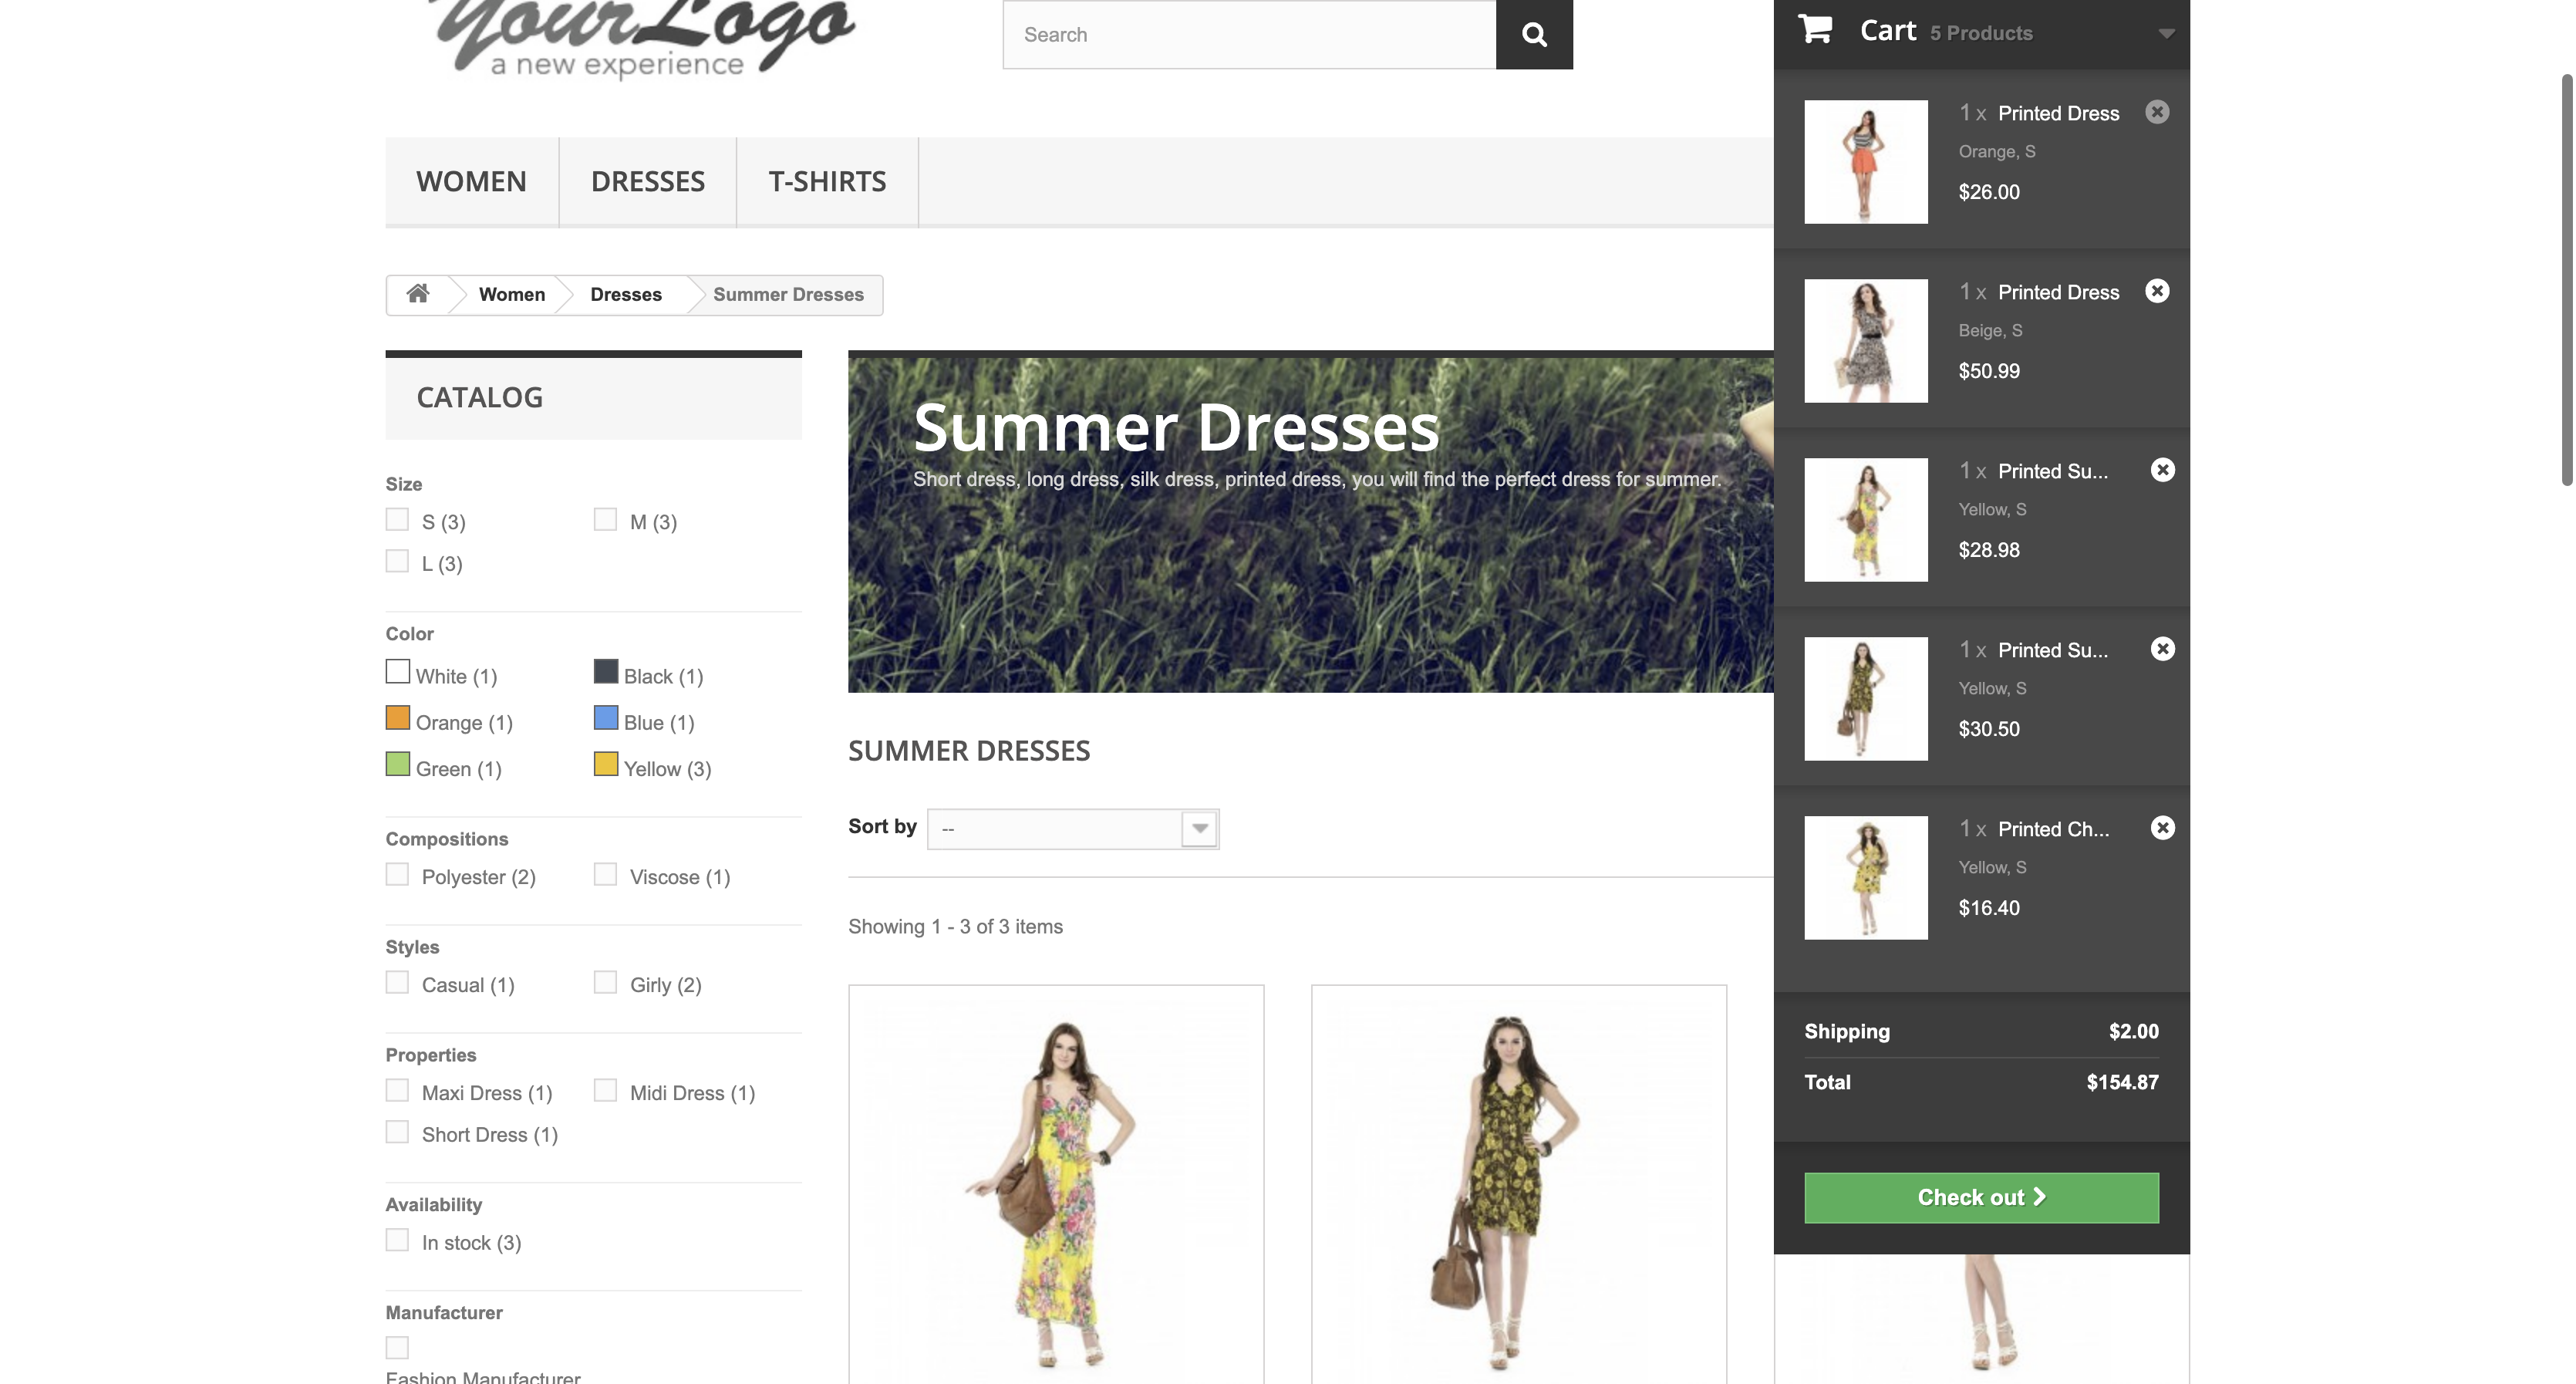 YourLogo
a new experience
Search
Cart 5 Products
WOMEN DRESSES T-SHIRTS
Women Dresses Summer Dresses
CATALOG
Size
S (3) M (3)
L (3)
Color
White (1) Black (1)
Orange (1) Blue (1)
Green (1) Yellow (3)
Compositions
Polyester (2) Viscose (1)
Styles
Casual (1) Girly (2)
Properties
Maxi Dress (1) Midi Dress (1)
Short Dress (1)
Availability
In stock (3)
Manufacturer
Fashion Manufacturer
Summer Dresses
Short dress, long dress, silk dress, printed dress, you will find the perfect dress for summer.
SUMMER DRESSES
Sort by --
Showing 1 - 3 of 3 items
1 x Printed Dress
Orange, S
$26.00
1 x Printed Dress
Beige, S
$50.99
1 x Printed Su...
Yellow, S
$28.98
1 x Printed Su...
Yellow, S
$30.50
1 x Printed Ch...
Yellow, S
$16.40
Shipping $2.00
Total $154.87
Check out